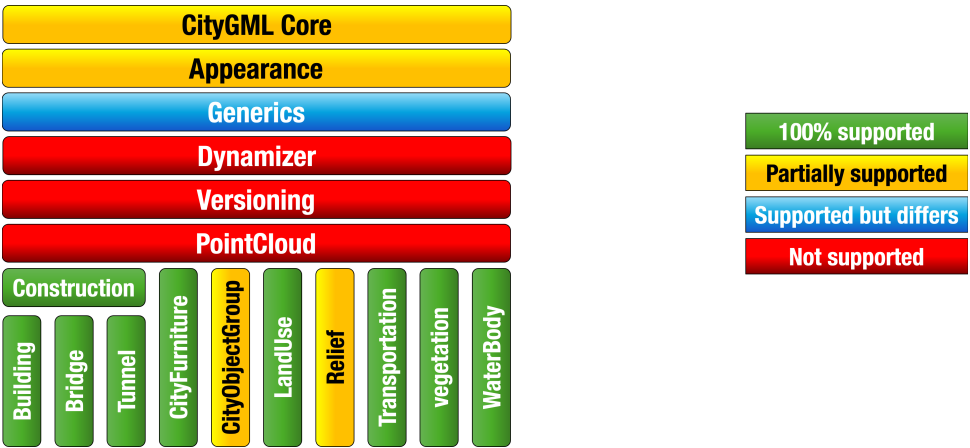 CityGML Core
Appearance
Generics
Dynamizer
Versioning
PointCloud
Construction
Building
Bridge
Tunnel
CityFurniture
CityObjectGroup
LandUse
Relief
Transportation
vegetation
WaterBody
100% supported
Partially supported
Supported but differs
Not supported